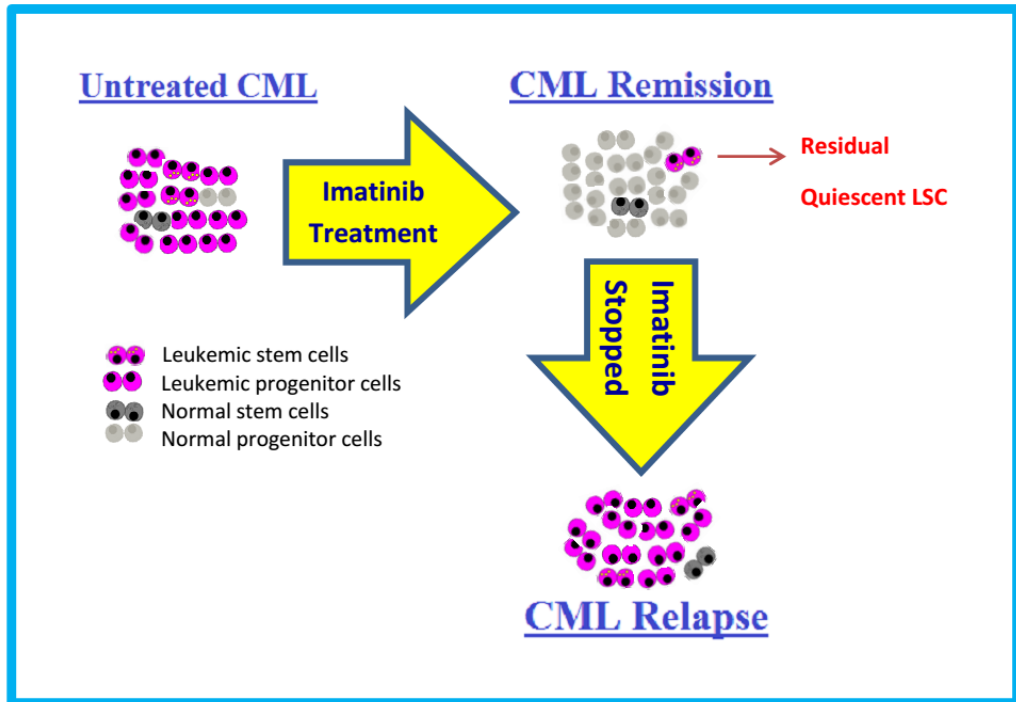 Untreated CML
CML Remission
Residual
Quiescent LSC
Imatinib
Treatment
Imatinib
Stopped
Leukemic stem cells
Leukemic progenitor cells
Normal stem cells
Normal progenitor cells
CML Relapse